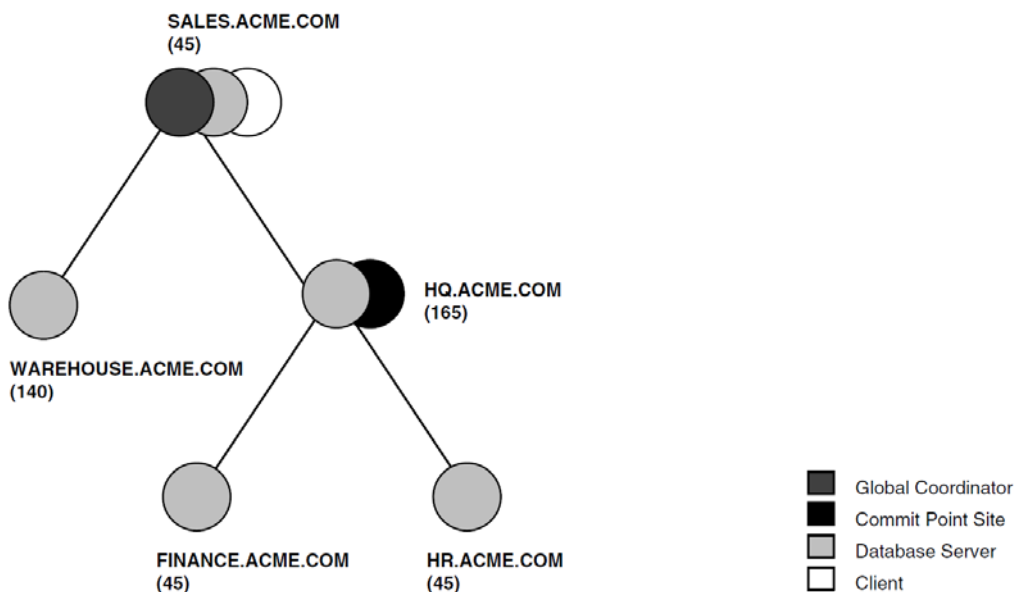 SALES.ACME.COM
(45)
HQ.ACME.COM
(165)
WAREHOUSE.ACME.COM
(140)
FINANCE.ACME.COM
(45)
HR.ACME.COM
(45)
Global Coordinator
Commit Point Site
Database Server
Client